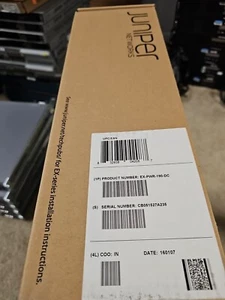 JUNIPER
NETWORKS
See www.juniper.net/techpubs/ for EX-series installation instructions.
(1P) PRODUCT NUMBER: EX-PWR-190-DC
(S) SERIAL NUMBER:
(4L) COO: IN
DATE: 160107